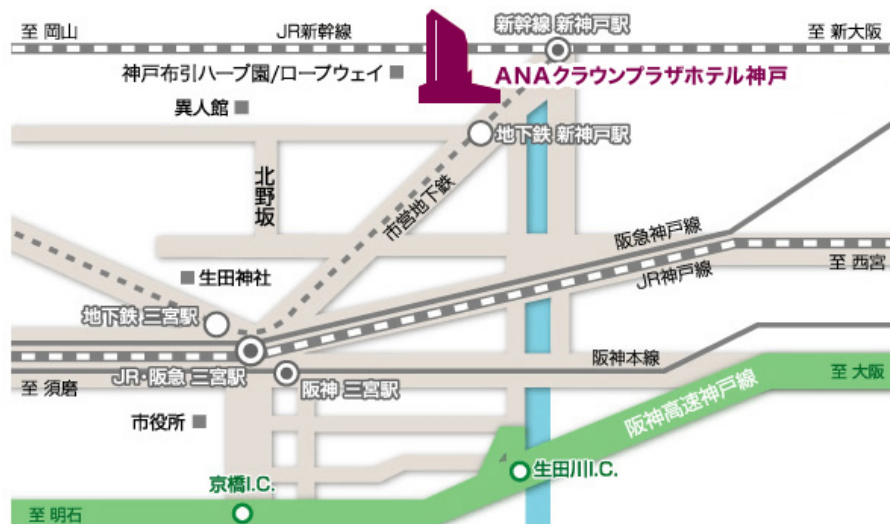 至 岡山
JR新幹線
新幹線 新神戸駅
至 新大阪
神戸布引ハーブ園/ロープウェイ
ANAクラウンプラザホテル神戸
異人館
地下鉄 新神戸駅
北野坂
市営地下鉄
阪急神戸線
JR神戸線
至 西宮
生田神社
地下鉄 三宮駅
JR・阪急 三宮駅
阪神 三宮駅
阪神本線
至 須磨
至 大阪
阪神高速神戸線
市役所
生田川I.C.
京橋I.C.
至 明石